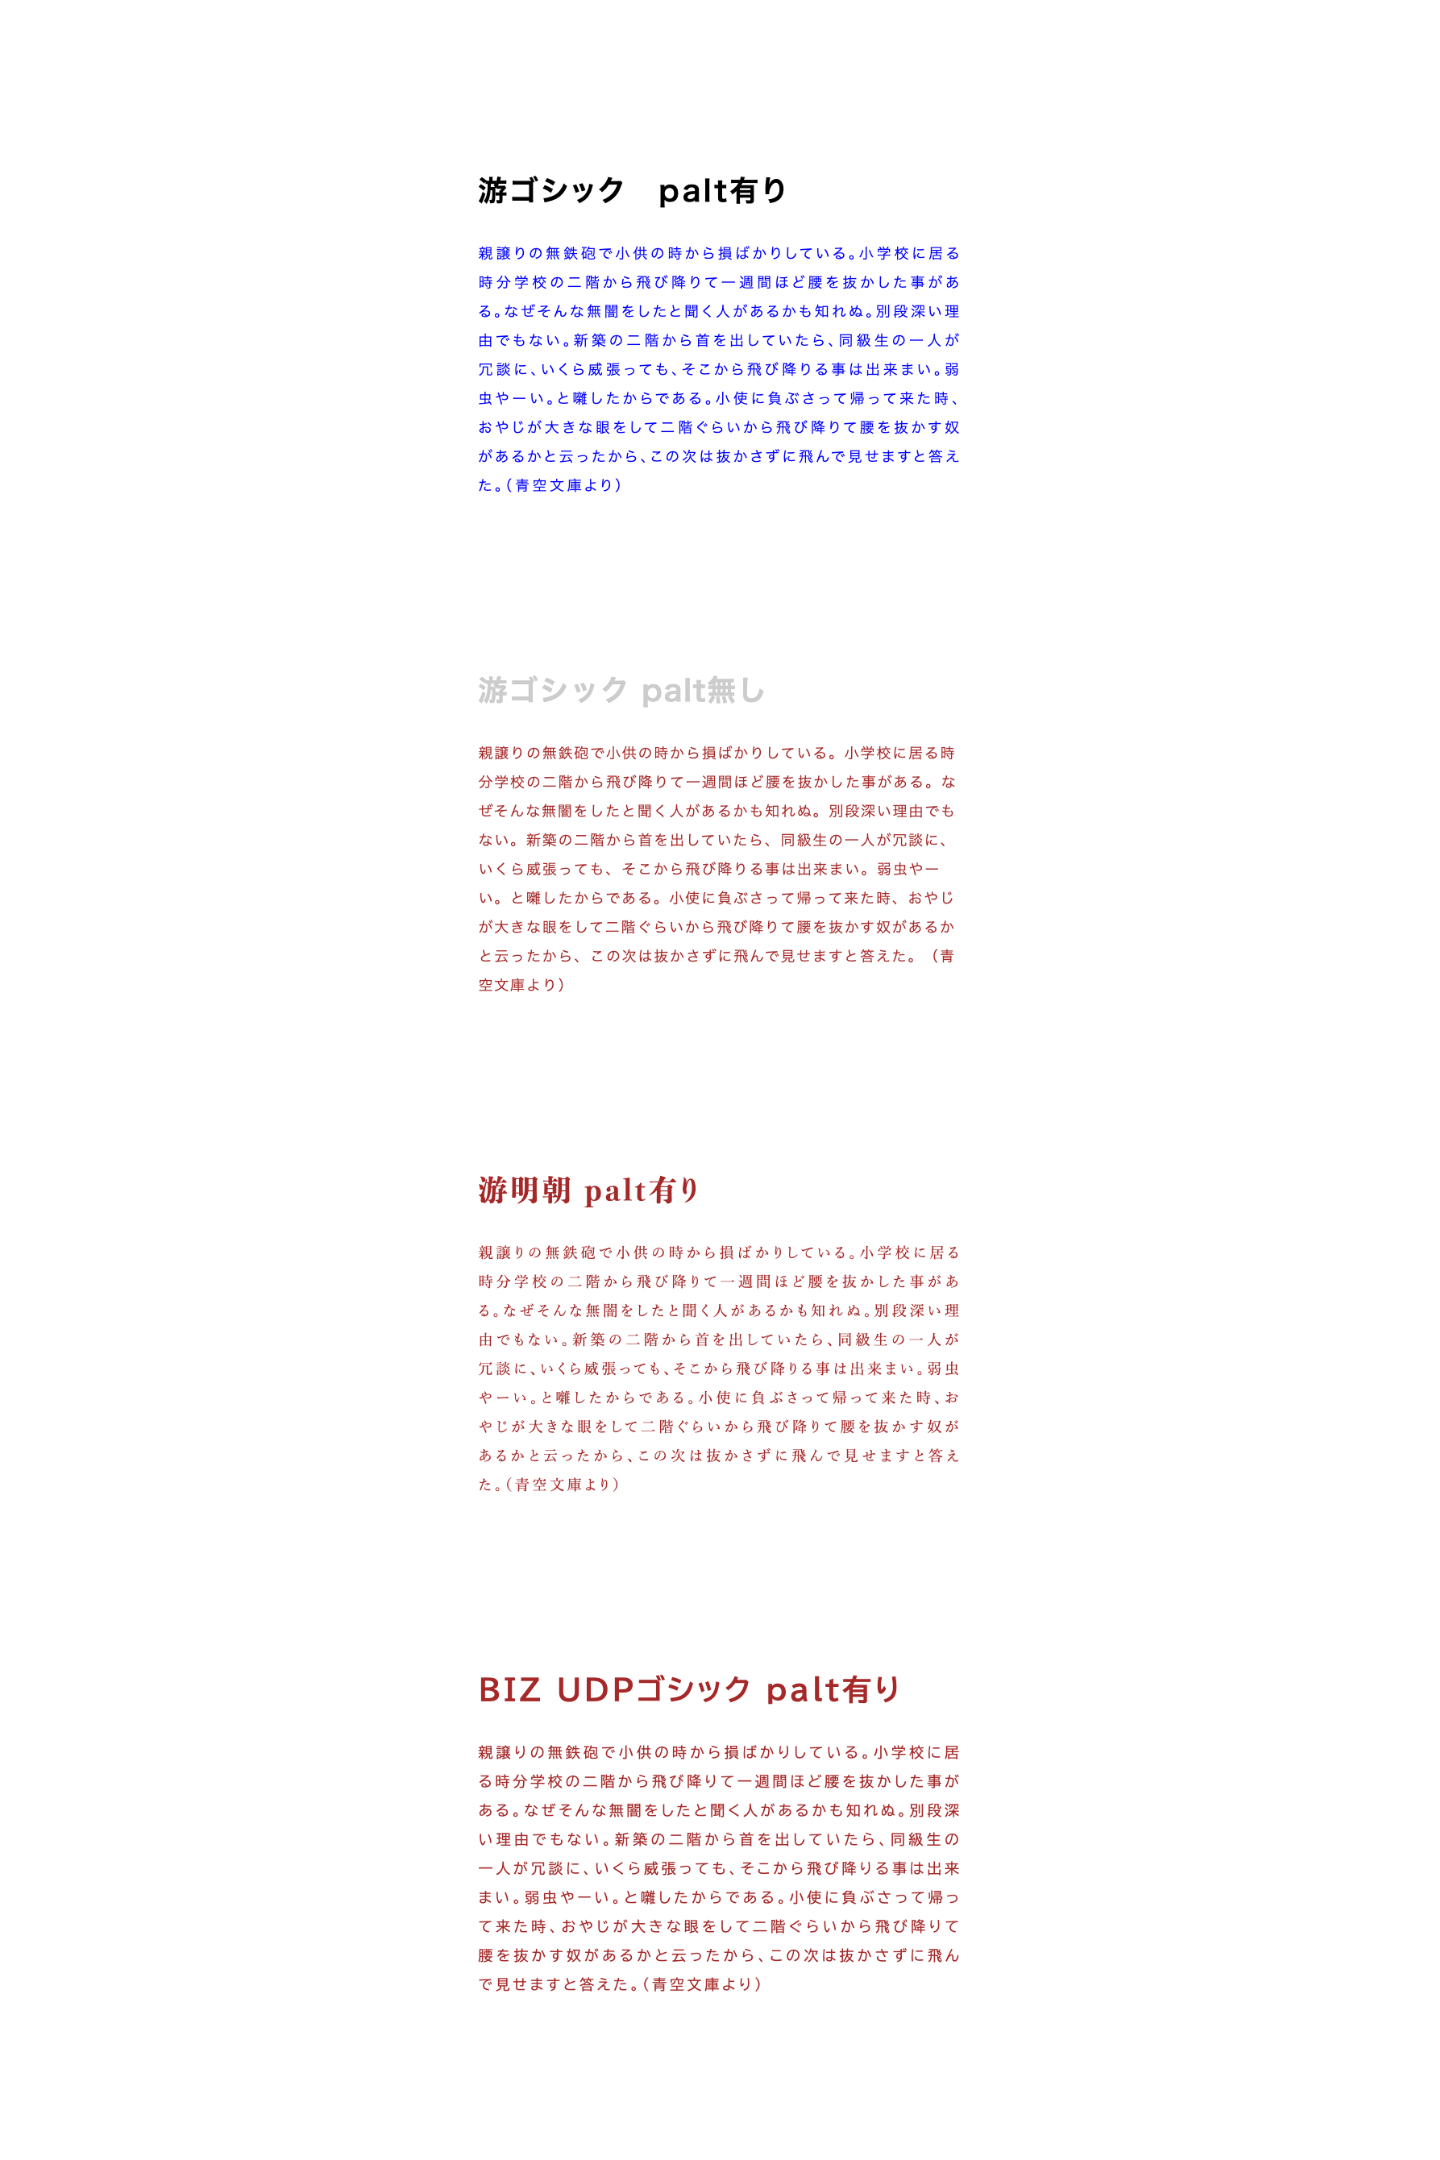 游ゴシック　palt有り
親譲りの無鉄砲で小供の時から損ばかりしている。小学校に居る
時分学校の二階から飛び降りて一週間ほど腰を抜かした事があ
る。なぜそんな無闇をしたと聞く人があるかも知れぬ。別段深い理
由でもない。新築の二階から首を出していたら、同級生の一人が
冗談に、いくら威張っても、そこから飛び降りる事は出来まい。弱
虫やーい。と囃したからである。小使に負ぶさって帰って来た時、
おやじが大きな眼をして二階ぐらいから飛び降りて腰を抜かす奴
があるかと云ったから、この次は抜かさずに飛んで見せますと答え
た。（青空文庫より）
游ゴシック palt無し
親譲りの無鉄砲で小供の時から損ばかりしている。小学校に居る時
分学校の二階から飛び降りて一週間ほど腰を抜かした事がある。な
ぜそんな無闇をしたと聞く人があるかも知れぬ。別段深い理由でも
ない。新築の二階から首を出していたら、同級生の一人が冗談に、
いくら威張っても、そこから飛び降りる事は出来まい。弱虫やー
い。と囃したからである。小使に負ぶさって帰って来た時、おやじ
が大きな眼をして二階ぐらいから飛び降りて腰を抜かす奴があるか
と云ったから、この次は抜かさずに飛んで見せますと答えた。（青
空文庫より）
游明朝 palt有り
親譲りの無鉄砲で小供の時から損ばかりしている。小学校に居る
時分学校の二階から飛び降りて一週間ほど腰を抜かした事があ
る。なぜそんな無闇をしたと聞く人があるかも知れぬ。別段深い理
由でもない。新築の二階から首を出していたら、同級生の一人が
冗談に、いくら威張っても、そこから飛び降りる事は出来まい。弱虫
やーい。と囃したからである。小使に負ぶさって帰って来た時、お
やじが大きな眼をして二階ぐらいから飛び降りて腰を抜かす奴が
あるかと云ったから、この次は抜かさずに飛んで見せますと答え
た。（青空文庫より）
BIZ UDPゴシック palt有り
親譲りの無鉄砲で小供の時から損ばかりしている。小学校に居
る時分学校の二階から飛び降りて一週間ほど腰を抜かした事が
ある。なぜそんな無闇をしたと聞く人があるかも知れぬ。別段深
い理由でもない。新築の二階から首を出していたら、同級生の
一人が冗談に、いくら威張っても、そこから飛び降りる事は出来
まい。弱虫やーい。と囃したからである。小使に負ぶさって帰っ
て来た時、おやじが大きな眼をして二階ぐらいから飛び降りて
腰を抜かす奴があるかと云ったから、この次は抜かさずに飛ん
で見せますと答えた。（青空文庫より）